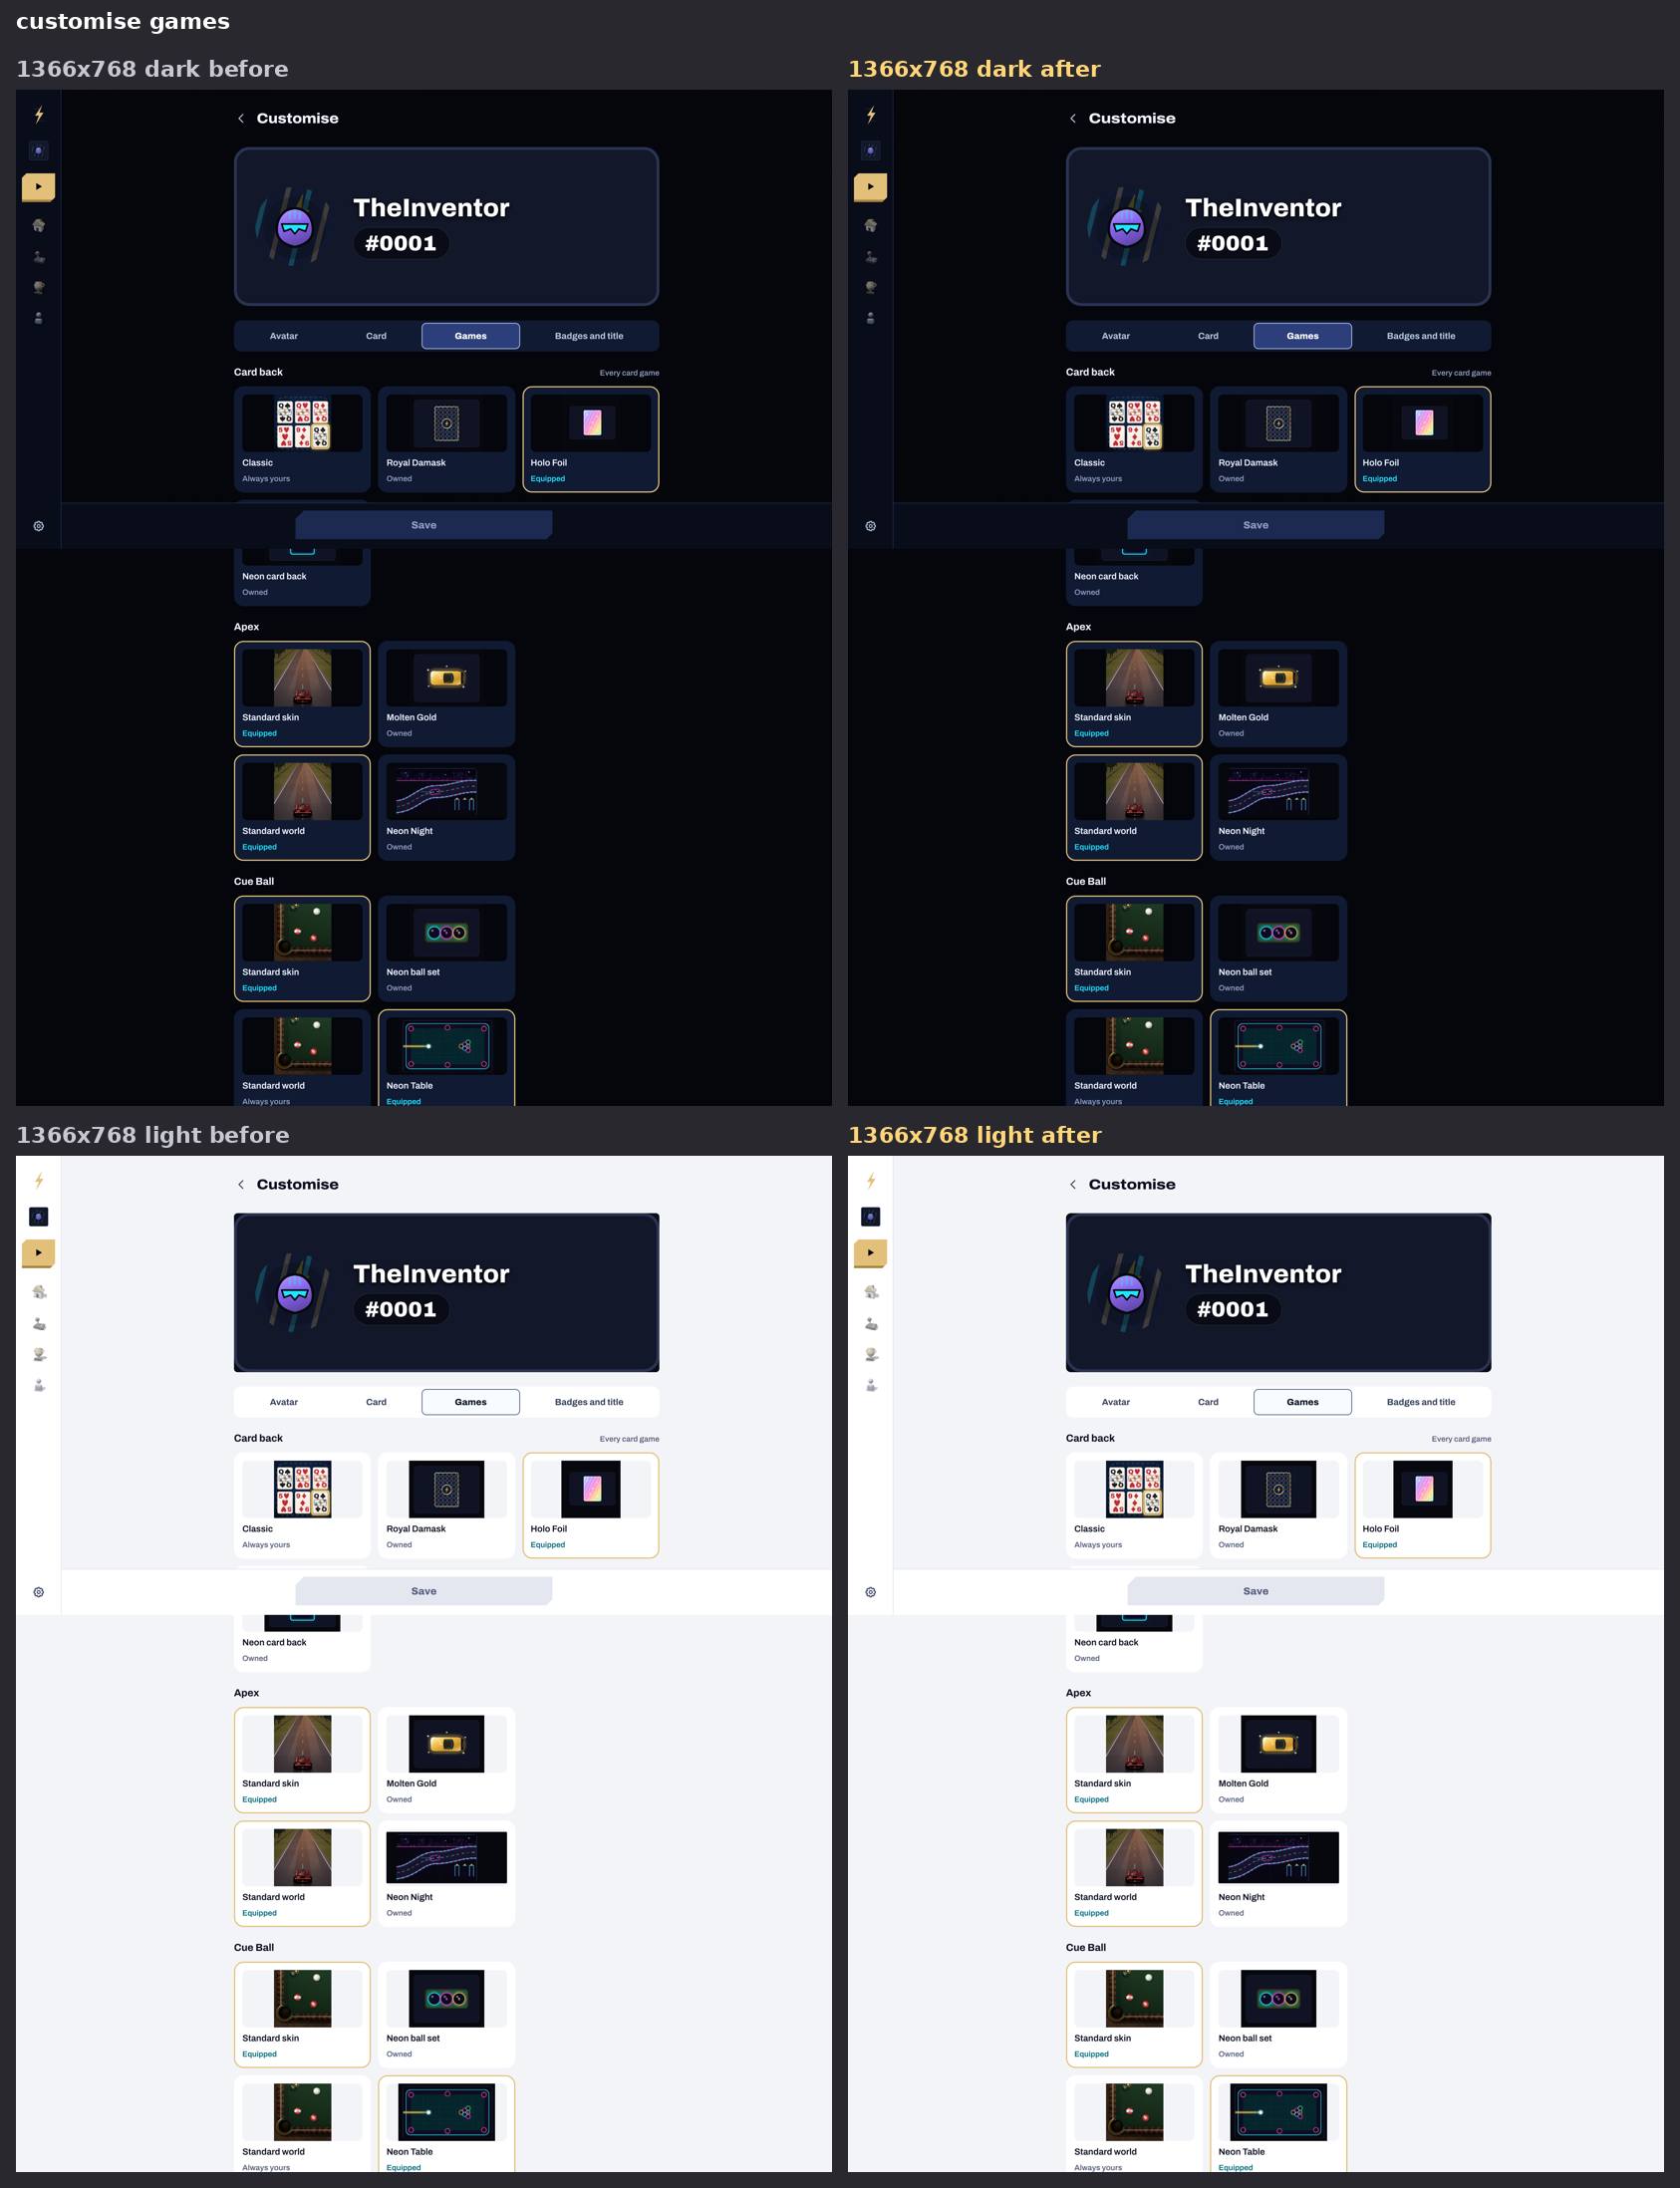 customise games
1366x768 dark before
Customise
TheInventor
#0001
Avatar
Card
Games
Badges and title
Card back
Every card game
Classic
Always yours
Royal Damask
Owned
Holo Foil
Equipped
Save
Neon card back
Owned
Apex
Standard skin
Equipped
Molten Gold
Owned
Standard world
Equipped
Neon Night
Owned
Cue Ball
Standard skin
Equipped
Neon ball set
Owned
Standard world
Always yours
Neon Table
Equipped
1366x768 dark after
Customise
TheInventor
#0001
Avatar
Card
Games
Badges and title
Card back
Every card game
Classic
Always yours
Royal Damask
Owned
Holo Foil
Equipped
Save
Neon card back
Owned
Apex
Standard skin
Equipped
Molten Gold
Owned
Standard world
Equipped
Neon Night
Owned
Cue Ball
Standard skin
Equipped
Neon ball set
Owned
Standard world
Always yours
Neon Table
Equipped
1366x768 light before
Customise
TheInventor
#0001
Avatar
Card
Games
Badges and title
Card back
Every card game
Classic
Always yours
Royal Damask
Owned
Holo Foil
Equipped
Save
Neon card back
Owned
Apex
Standard skin
Equipped
Molten Gold
Owned
Standard world
Equipped
Neon Night
Owned
Cue Ball
Standard skin
Equipped
Neon ball set
Owned
Standard world
Always yours
Neon Table
Equipped
1366x768 light after
Customise
TheInventor
#0001
Avatar
Card
Games
Badges and title
Card back
Every card game
Classic
Always yours
Royal Damask
Owned
Holo Foil
Equipped
Save
Neon card back
Owned
Apex
Standard skin
Equipped
Molten Gold
Owned
Standard world
Equipped
Neon Night
Owned
Cue Ball
Standard skin
Equipped
Neon ball set
Owned
Standard world
Always yours
Neon Table
Equipped